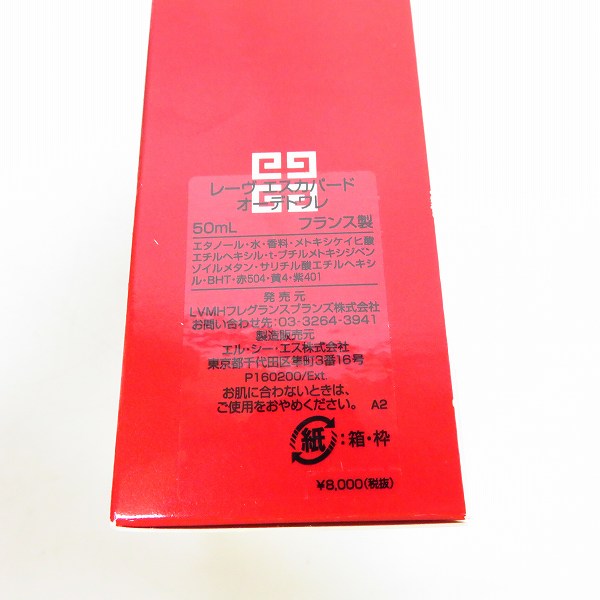 レーヴ エスカパード
オーデトワレ
50mL フランス製
エタノール・水・香料・メトキシケイヒ酸
エチルヘキシル・t-ブチルメトキシジベン
ゾイルメタン・サリチル酸エチルヘキシ
ル・BHT・赤504・黄4・紫401
発売元
LVMHフレグランスブランズ株式会社
お問い合わせ先:03-3264-3941
製造販売元
エル・シー・エス株式会社
東京都千代田区隼町3番16号
P160200/Ext.
お肌に合わないときは、
ご使用をおやめください。 A2
紙:箱・枠
¥8,000(税抜)